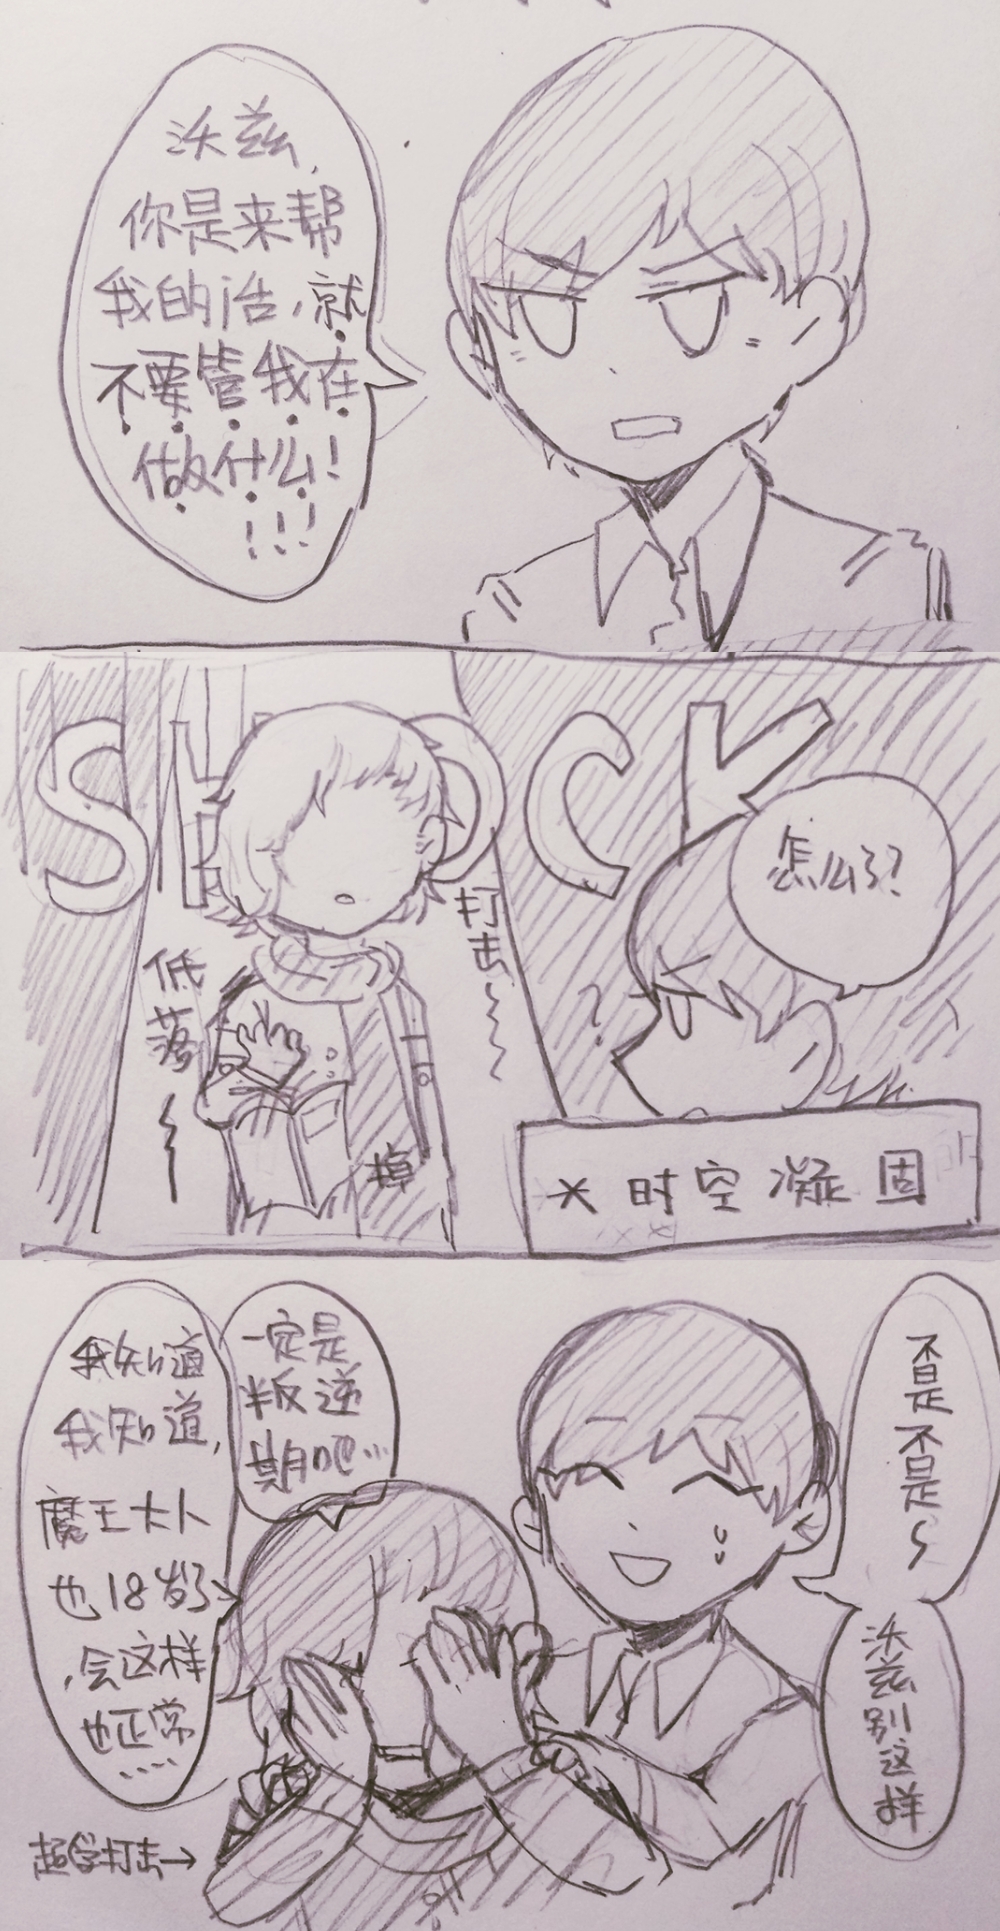 沃兹,
你是来帮
我的话,就
不要管我在
做什么!
!!!
SHOCK
打击
怎么了?
低落
?
掉
*时空凝固
一定是
叛逆
期吧…
我知道
我知道,
魔王大人
也18岁了
,会这样
也正常
……
不是不是~
沃兹别这样
打击→